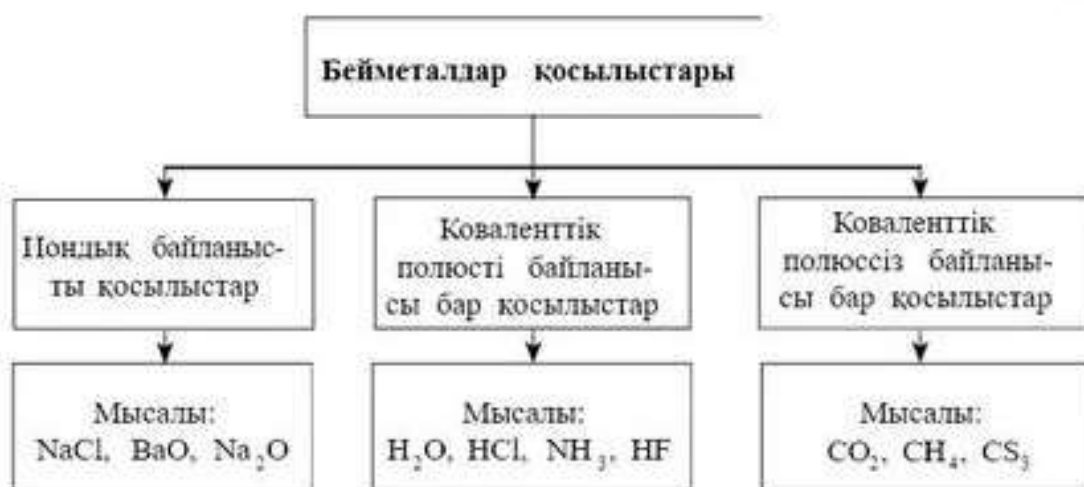 Бейметалдар қосылыстары
Иондық байланыс-
ты қосылыстар
Коваленттік
полюсті байланы-
сы бар қосылыстар
Коваленттік
полюссіз байланы-
сы бар қосылыстар
Мысалы:
NaCl, BaO, Na₂O
Мысалы:
H₂O, HCl, NH₃, HF
Мысалы:
CO₂, CH₄, CS₃